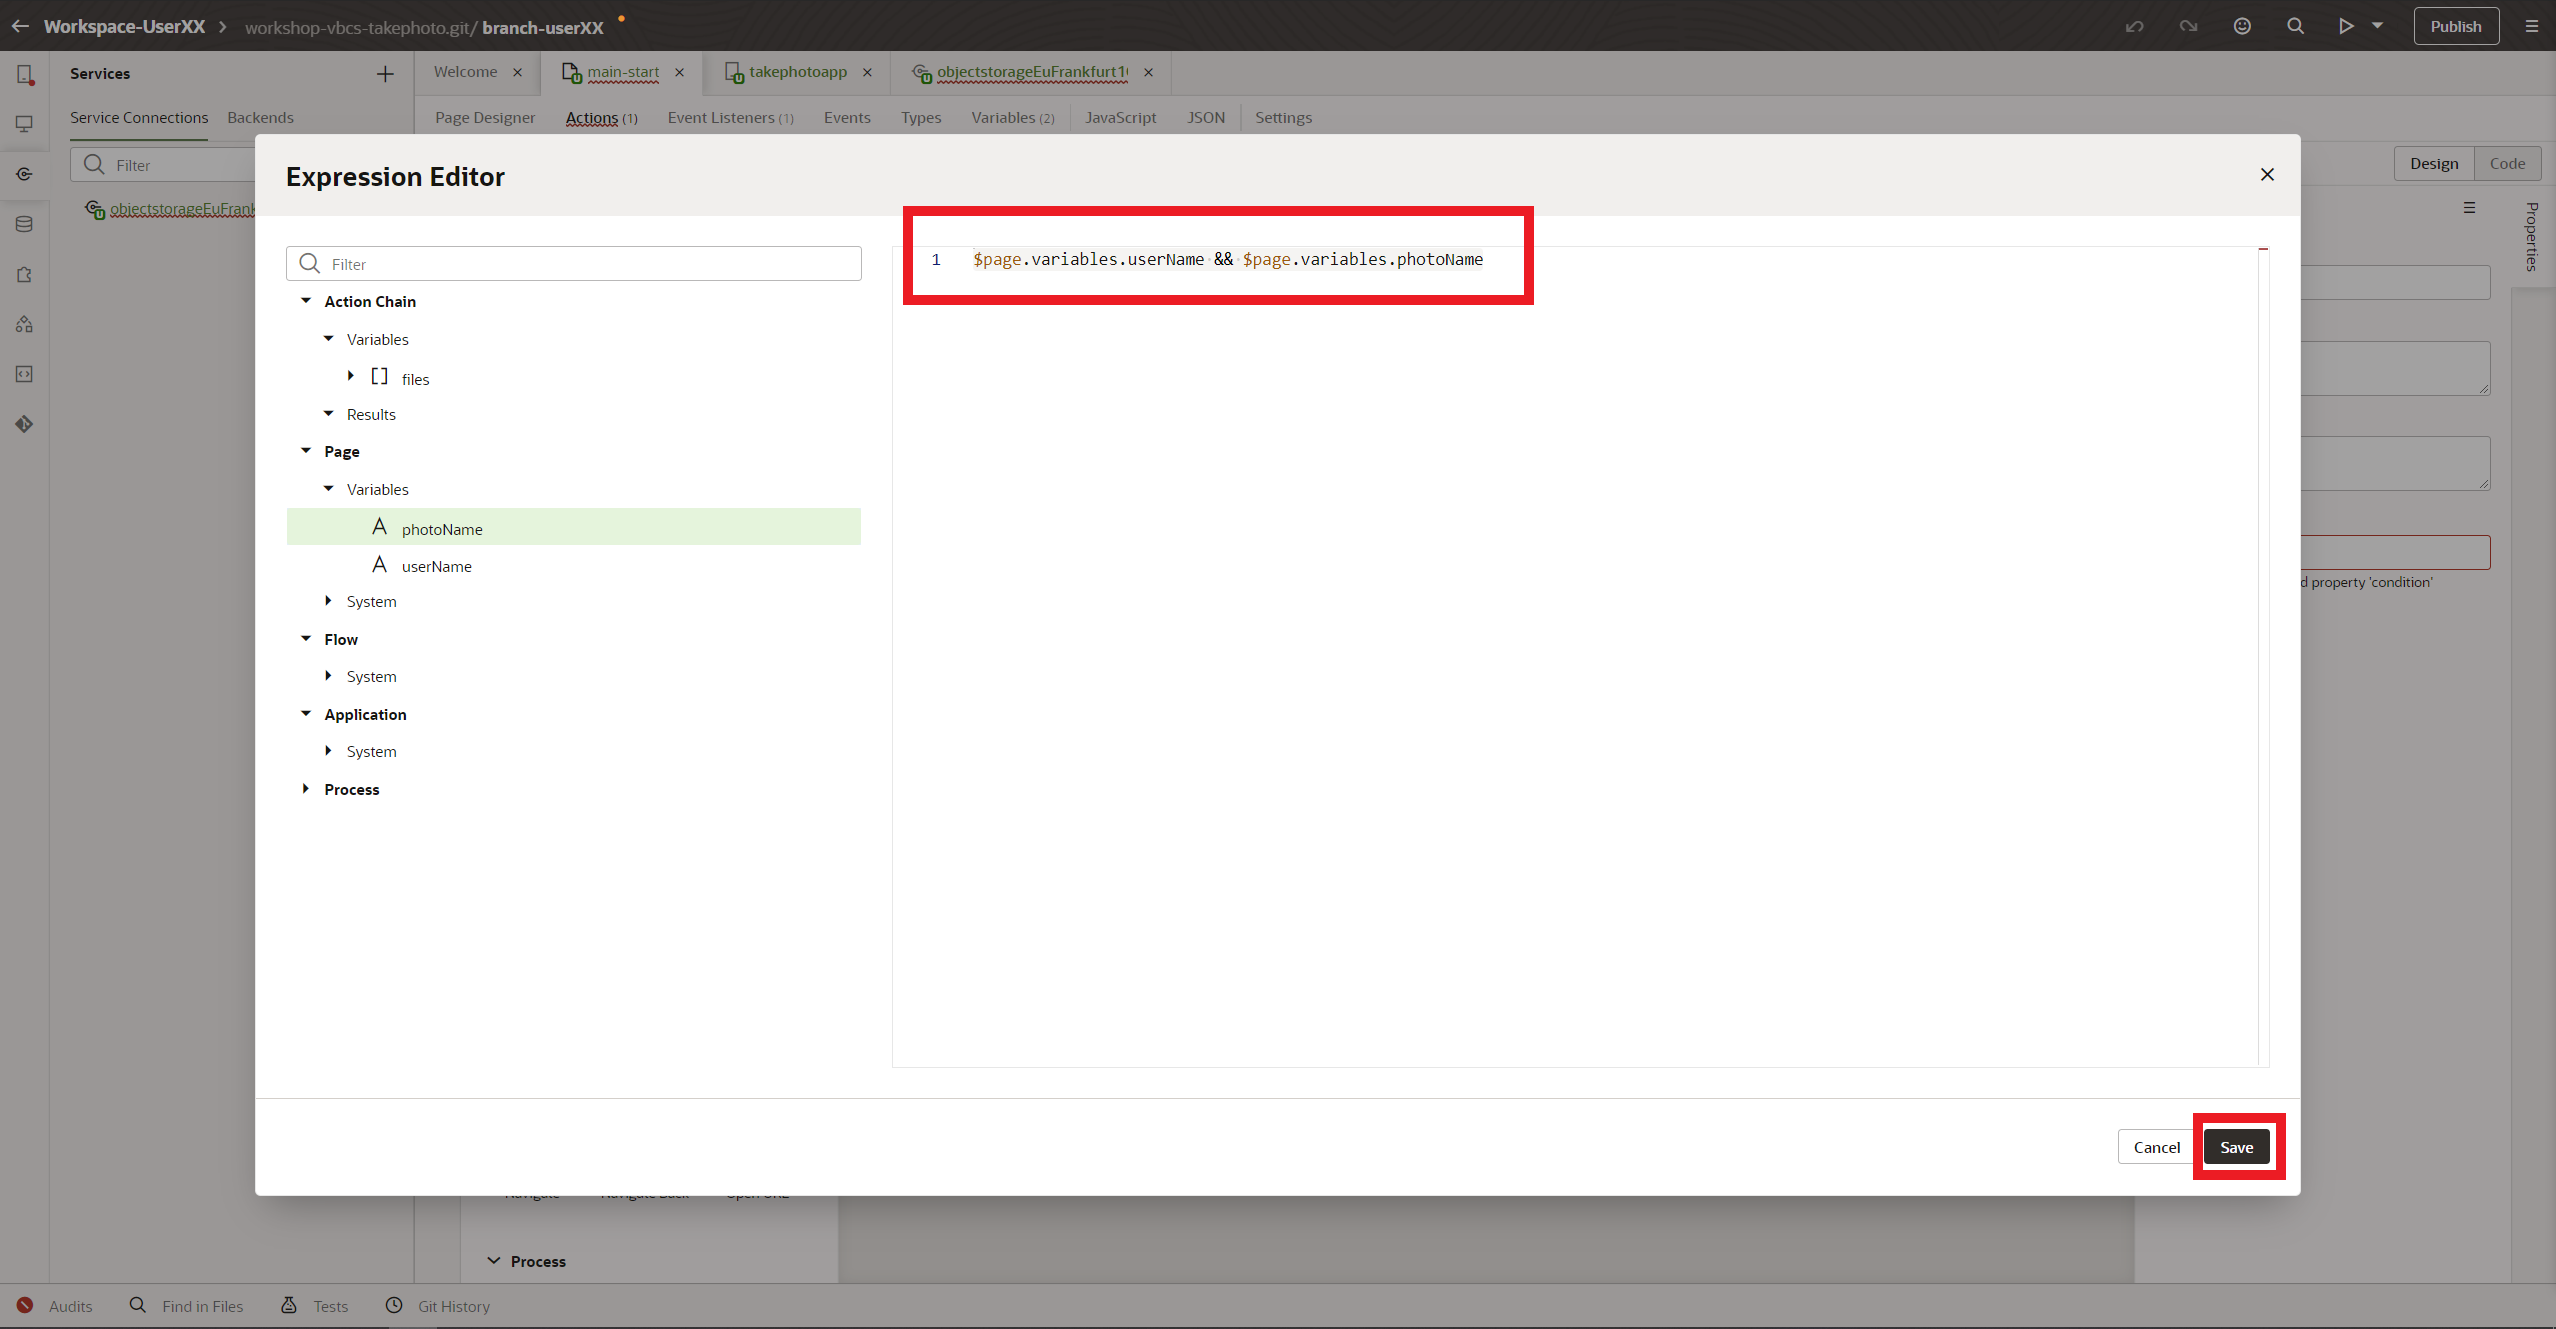 Workspace-UserXX
workshop-vbcs-takephoto.git/ branch-userXX
Publish
Services
Welcome
main-start
takephotoapp
objectstorageEuFrankfurt1
Service Connections
Backends
Page Designer
Actions (1)
Event Listeners (1)
Events
Types
Variables (2)
JavaScript
JSON
Settings
Filter
Design
Code
objectstorageEuFrank
Properties
Expression Editor
Filter
1 $page.variables.userName && $page.variables.photoName
Action Chain
Variables
[ ] files
Results
Page
Variables
A photoName
A userName
System
Flow
System
Application
System
Process
d property 'condition'
Cancel
Save
Process
Audits
Find in Files
Tests
Git History